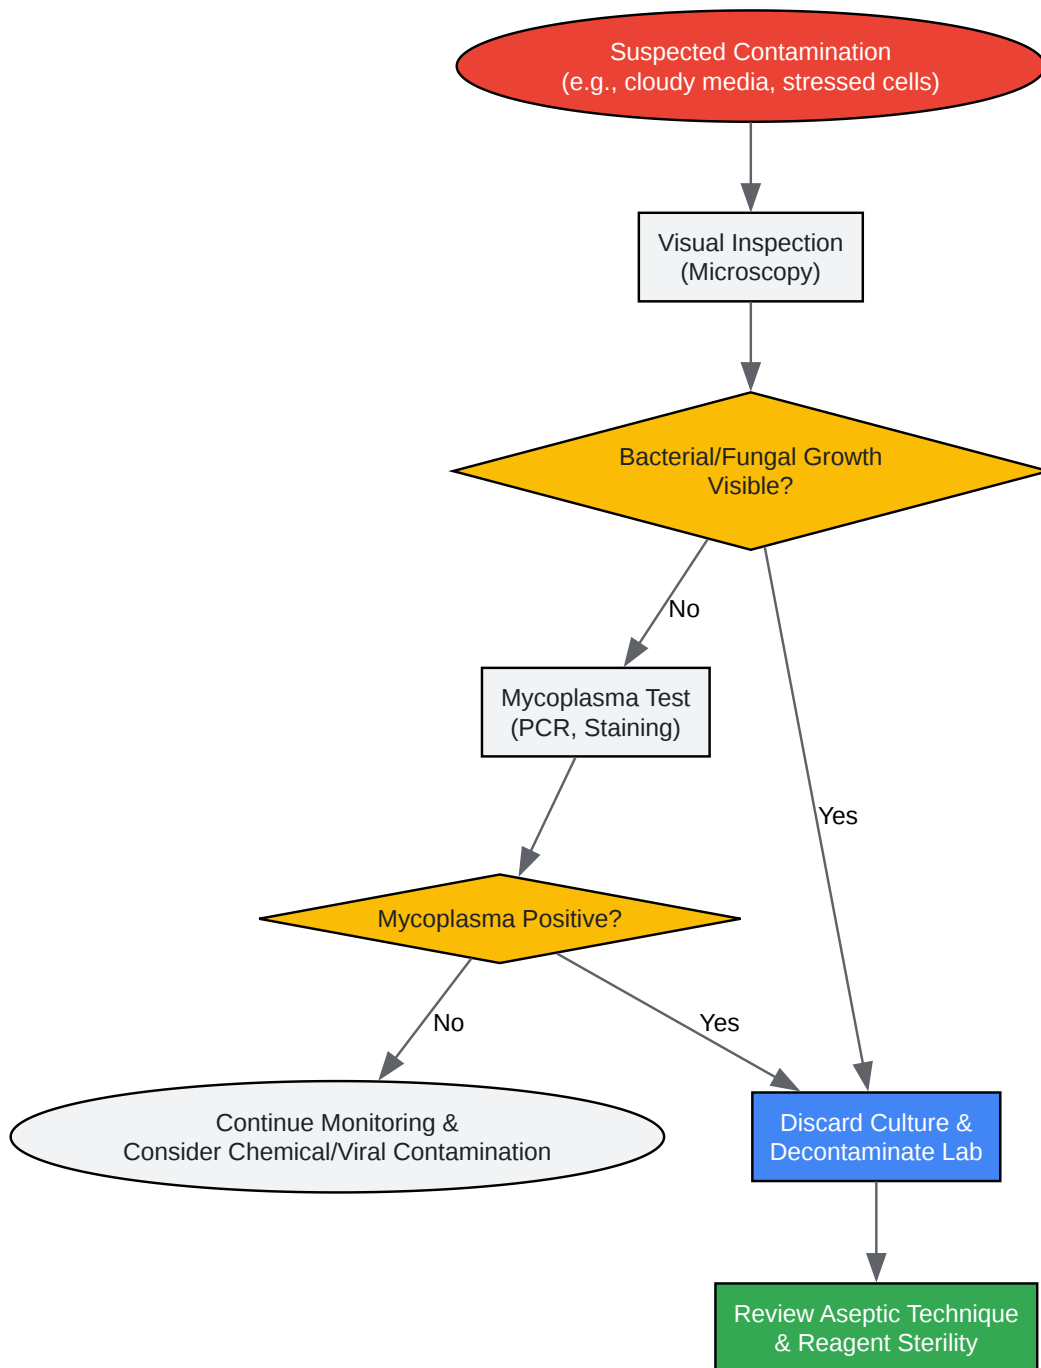 Suspected Contamination
(e.g., cloudy media, stressed cells)
Visual Inspection
(Microscopy)
Bacterial/Fungal Growth
Visible?
No
Mycoplasma Test
(PCR, Staining)
Yes
Mycoplasma Positive?
No
Yes
Continue Monitoring &
Consider Chemical/Viral Contamination
Discard Culture &
Decontaminate Lab
Review Aseptic Technique
& Reagent Sterility